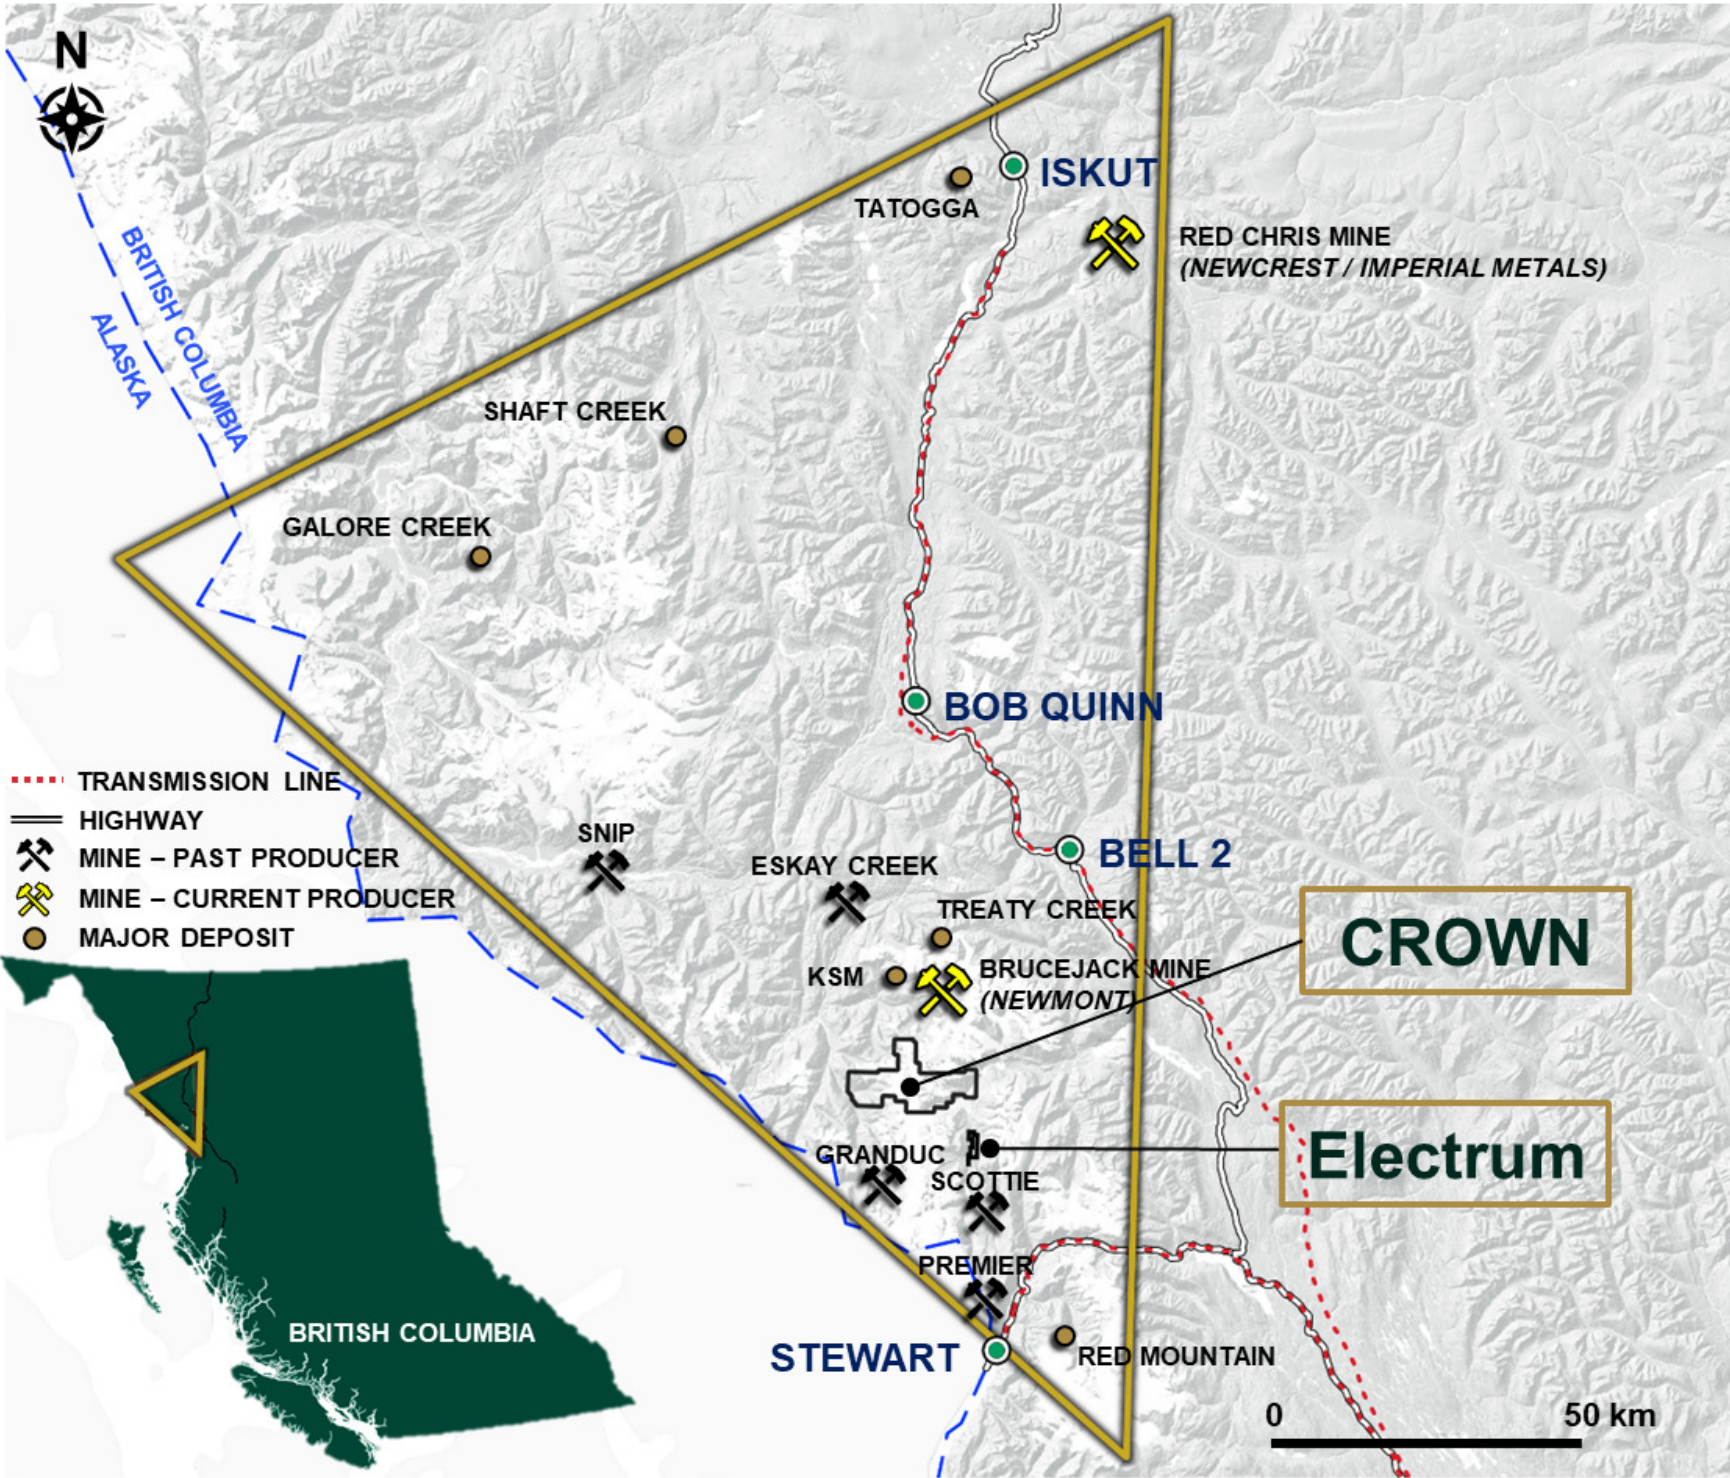 N
ISKUT
TATOGGA
RED CHRIS MINE
(NEWCREST / IMPERIAL METALS)
BRITISH COLUMBIA
ALASKA
SHAFT CREEK
GALORE CREEK
BOB QUINN
TRANSMISSION LINE
HIGHWAY
MINE – PAST PRODUCER
MINE – CURRENT PRODUCER
MAJOR DEPOSIT
SNIP
ESKAY CREEK
BELL 2
TREATY CREEK
CROWN
KSM
BRUCEJACK MINE
(NEWMONT)
GRANDUC
SCOTTIE
Electrum
PREMIER
BRITISH COLUMBIA
STEWART
RED MOUNTAIN
0 50 km